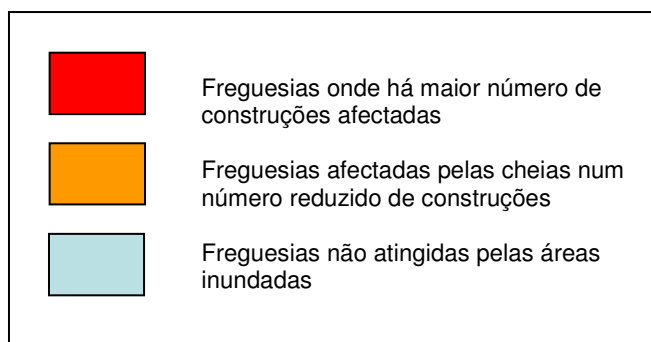 Freguesias onde há maior número de
construções afectadas
Freguesias afectadas pelas cheias num
número reduzido de construções
Freguesias não atingidas pelas áreas
inundadas